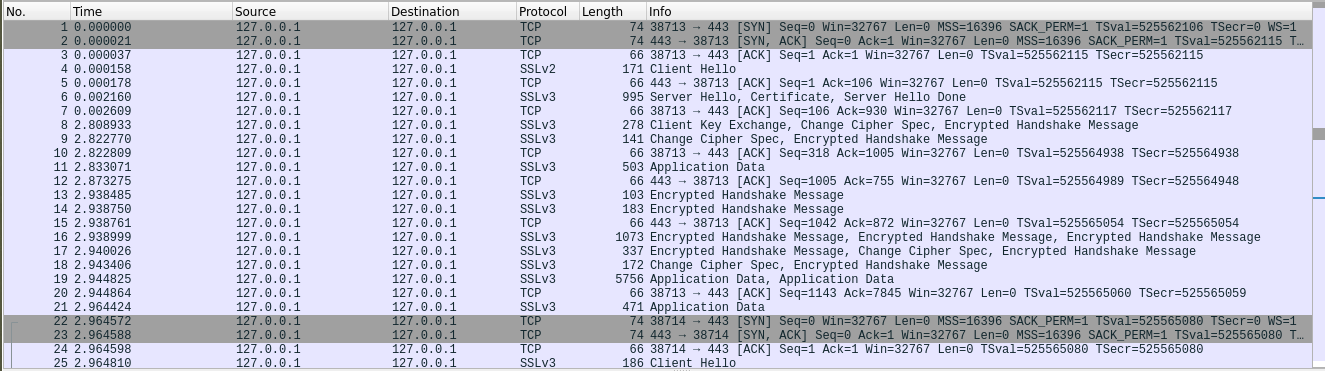 No. Time Source Destination Protocol Length Info
1 0.000000 127.0.0.1 127.0.0.1 TCP 74 38713 → 443 [SYN] Seq=0 Win=32767 Len=0 MSS=16396 SACK_PERM=1 TSval=525562106 TSecr=0 WS=1
2 0.000021 127.0.0.1 127.0.0.1 TCP 74 443 → 38713 [SYN, ACK] Seq=0 Ack=1 Win=32767 Len=0 MSS=16396 SACK_PERM=1 TSval=525562115 T…
3 0.000037 127.0.0.1 127.0.0.1 TCP 66 38713 → 443 [ACK] Seq=1 Ack=1 Win=32767 Len=0 TSval=525562115 TSecr=525562115
4 0.000158 127.0.0.1 127.0.0.1 SSLv2 171 Client Hello
5 0.000178 127.0.0.1 127.0.0.1 TCP 66 443 → 38713 [ACK] Seq=1 Ack=106 Win=32767 Len=0 TSval=525562115 TSecr=525562115
6 0.002160 127.0.0.1 127.0.0.1 SSLv3 995 Server Hello, Certificate, Server Hello Done
7 0.002609 127.0.0.1 127.0.0.1 TCP 66 38713 → 443 [ACK] Seq=106 Ack=930 Win=32767 Len=0 TSval=525562117 TSecr=525562117
8 2.808933 127.0.0.1 127.0.0.1 SSLv3 278 Client Key Exchange, Change Cipher Spec, Encrypted Handshake Message
9 2.822770 127.0.0.1 127.0.0.1 SSLv3 141 Change Cipher Spec, Encrypted Handshake Message
10 2.822809 127.0.0.1 127.0.0.1 TCP 66 38713 → 443 [ACK] Seq=318 Ack=1005 Win=32767 Len=0 TSval=525564938 TSecr=525564938
11 2.833071 127.0.0.1 127.0.0.1 SSLv3 503 Application Data
12 2.873275 127.0.0.1 127.0.0.1 TCP 66 443 → 38713 [ACK] Seq=1005 Ack=755 Win=32767 Len=0 TSval=525564989 TSecr=525564948
13 2.938485 127.0.0.1 127.0.0.1 SSLv3 103 Encrypted Handshake Message
14 2.938750 127.0.0.1 127.0.0.1 SSLv3 183 Encrypted Handshake Message
15 2.938761 127.0.0.1 127.0.0.1 TCP 66 443 → 38713 [ACK] Seq=1042 Ack=872 Win=32767 Len=0 TSval=525565054 TSecr=525565054
16 2.938999 127.0.0.1 127.0.0.1 SSLv3 1073 Encrypted Handshake Message, Encrypted Handshake Message, Encrypted Handshake Message
17 2.940026 127.0.0.1 127.0.0.1 SSLv3 337 Encrypted Handshake Message, Change Cipher Spec, Encrypted Handshake Message
18 2.943406 127.0.0.1 127.0.0.1 SSLv3 172 Change Cipher Spec, Encrypted Handshake Message
19 2.944825 127.0.0.1 127.0.0.1 SSLv3 5756 Application Data, Application Data
20 2.944864 127.0.0.1 127.0.0.1 TCP 66 38713 → 443 [ACK] Seq=1143 Ack=7845 Win=32767 Len=0 TSval=525565060 TSecr=525565059
21 2.964424 127.0.0.1 127.0.0.1 SSLv3 471 Application Data
22 2.964572 127.0.0.1 127.0.0.1 TCP 74 38714 → 443 [SYN] Seq=0 Win=32767 Len=0 MSS=16396 SACK_PERM=1 TSval=525565080 TSecr=0 WS=1
23 2.964588 127.0.0.1 127.0.0.1 TCP 74 443 → 38714 [SYN, ACK] Seq=0 Ack=1 Win=32767 Len=0 MSS=16396 SACK_PERM=1 TSval=525565080 T…
24 2.964598 127.0.0.1 127.0.0.1 TCP 66 38714 → 443 [ACK] Seq=1 Ack=1 Win=32767 Len=0 TSval=525565080 TSecr=525565080
25 2.964810 127.0.0.1 127.0.0.1 SSLv3 186 Client Hello